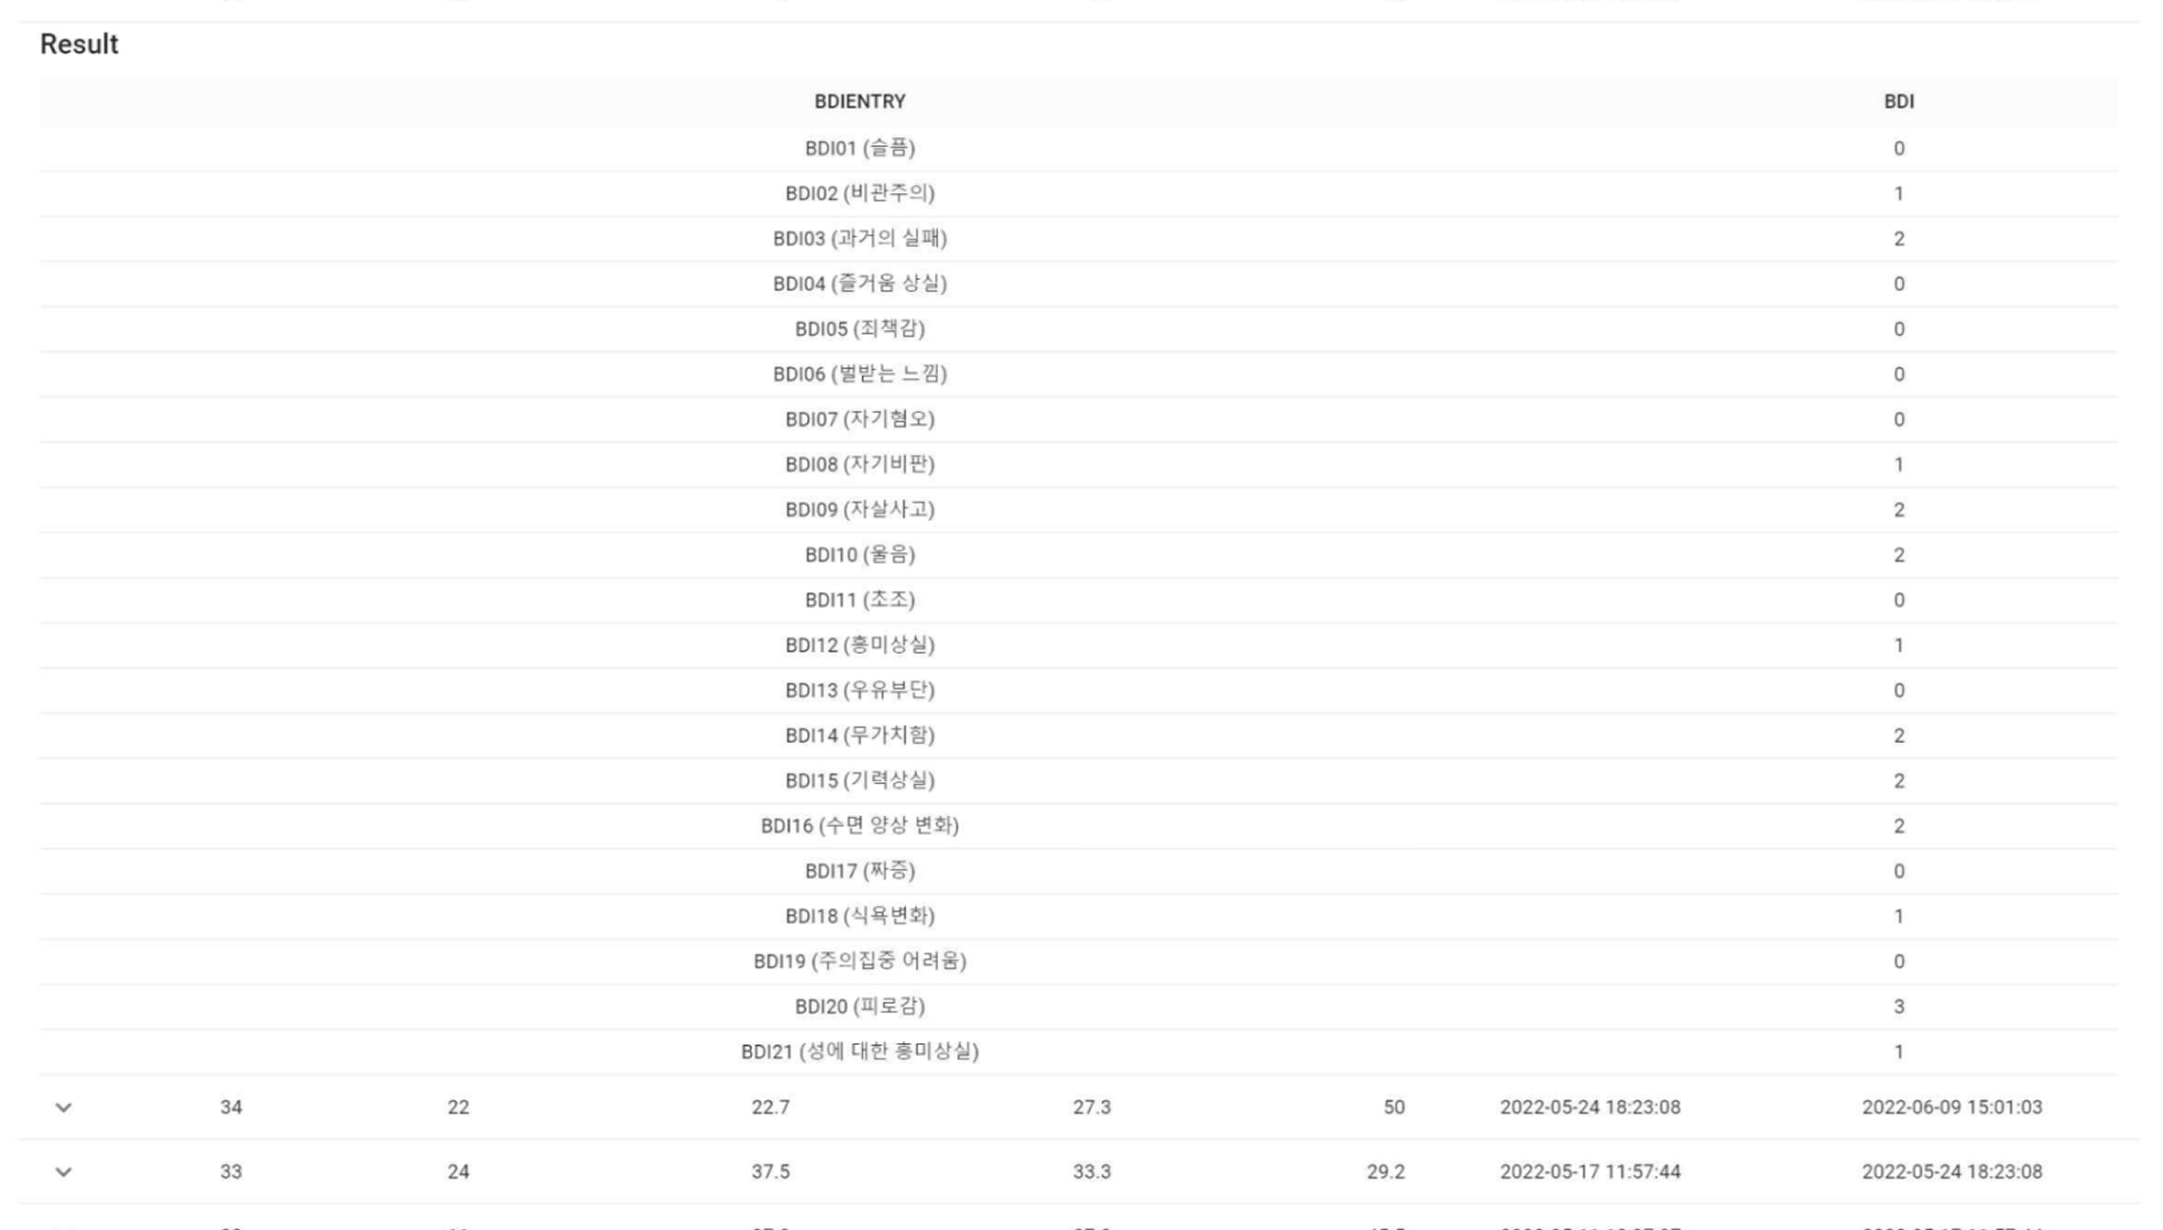 Result
BDIENTRY BDI
BDI01 (슬픔) 0
BDI02 (비관주의) 1
BDI03 (과거의 실패) 2
BDI04 (즐거움 상실) 0
BDI05 (죄책감) 0
BDI06 (벌받는 느낌) 0
BDI07 (자기혐오) 0
BDI08 (자기비판) 1
BDI09 (자살사고) 2
BDI10 (울음) 2
BDI11 (초조) 0
BDI12 (흥미상실) 1
BDI13 (우유부단) 0
BDI14 (무가치함) 2
BDI15 (기력상실) 2
BDI16 (수면 양상 변화) 2
BDI17 (짜증) 0
BDI18 (식욕변화) 1
BDI19 (주의집중 어려움) 0
BDI20 (피로감) 3
BDI21 (성에 대한 흥미상실) 1
34 22 22.7 27.3 50 2022-05-24 18:23:08 2022-06-09 15:01:03
33 24 37.5 33.3 29.2 2022-05-17 11:57:44 2022-05-24 18:23:08